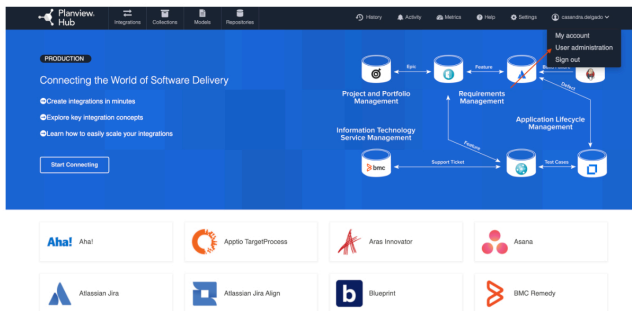 Planview.
Hub
Integrations
Collections
Models
Repositories
History
Activity
Metrics
Help
Settings
casandra.delgado
My account
User administration
Sign out
PRODUCTION
Connecting the World of Software Delivery
Create integrations in minutes
Explore key integration concepts
Learn how to easily scale your integrations
Start Connecting
Epic
Feature
Project and Portfolio
Management
Requirements
Management
Defect
Application Lifecycle
Management
Information Technology
Service Management
Feature
bmc
Support Ticket
Test Cases
Aha!
Aha!
Apptio TargetProcess
Aras Innovator
Asana
Atlassian Jira
Atlassian Jira Align
b
Blueprint
BMC Remedy